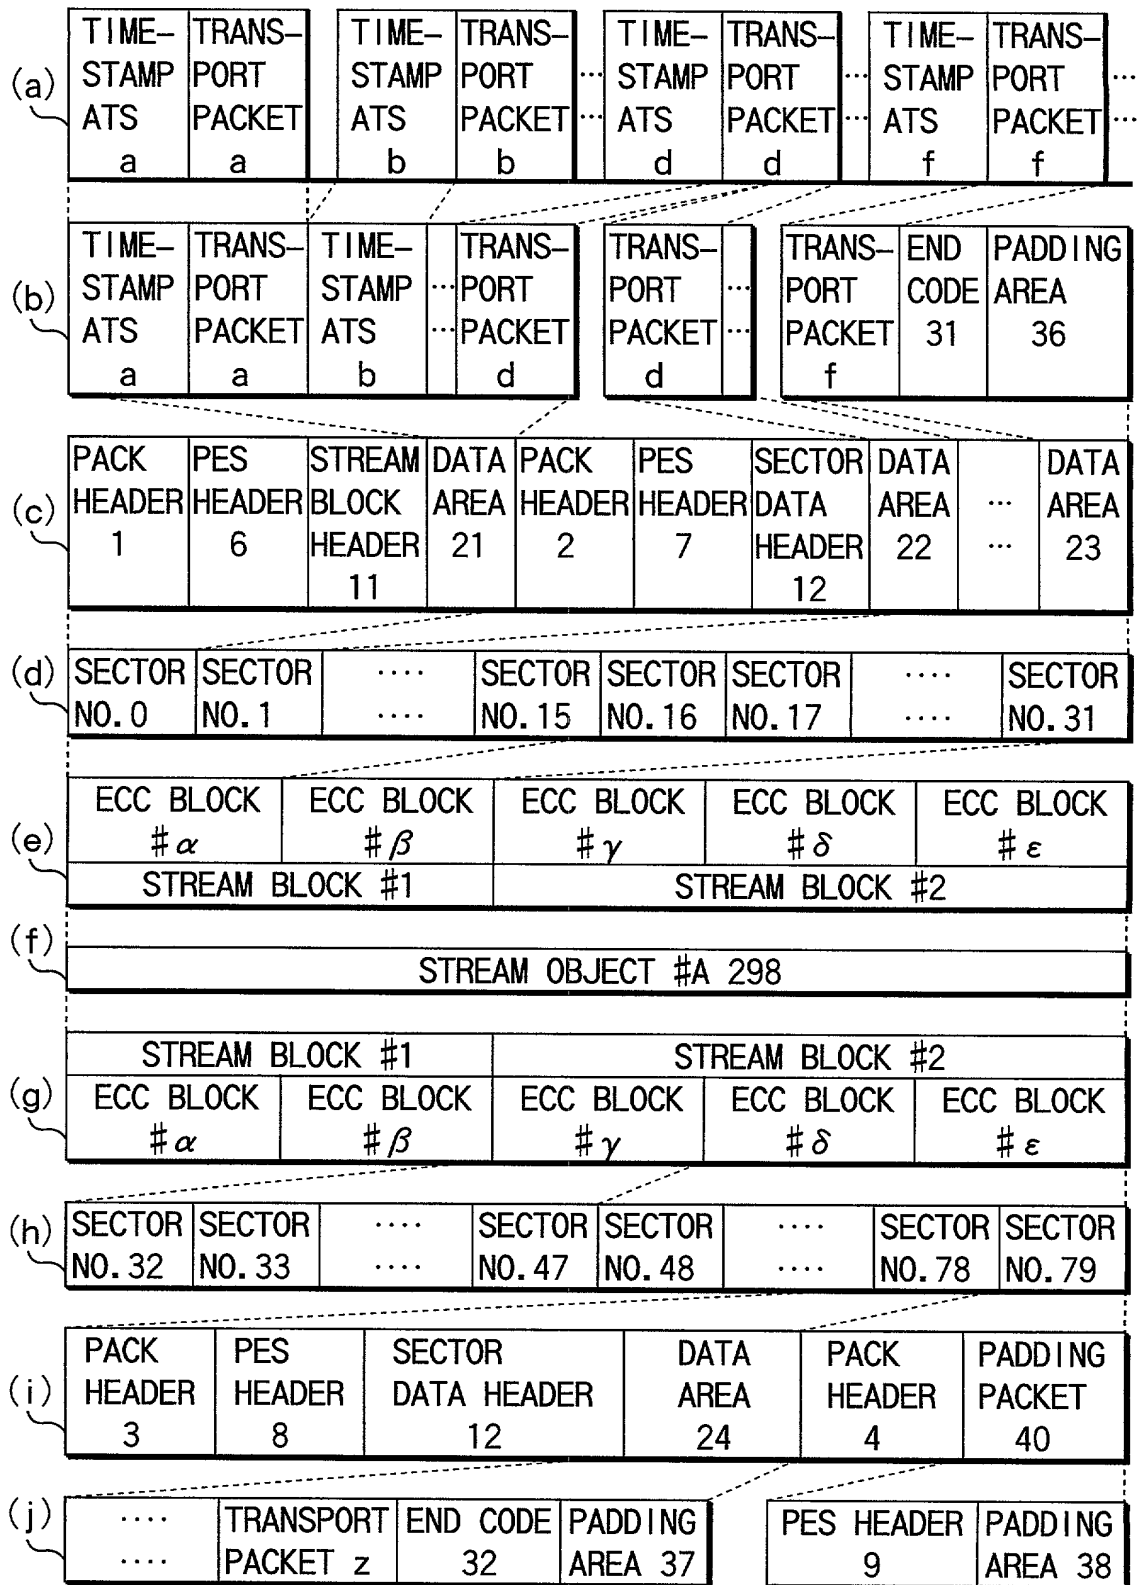 (a)
TIME- TRANS- TIME- TRANS- TIME- TRANS- TIME- TRANS-
STAMP PORT STAMP PORT ... STAMP PORT ... STAMP PORT ...
ATS PACKET ATS PACKET ... ATS PACKET ... ATS PACKET ...
a a b b d d f f
(b)
TIME- TRANS- TIME- TRANS- TRANS- TRANS- END PADDING
STAMP PORT STAMP ... PORT PORT ... PORT CODE AREA
ATS PACKET ATS ... PACKET PACKET ... PACKET 31 36
a a b d d f
(c)
PACK PES STREAM DATA PACK PES SECTOR DATA DATA
HEADER HEADER BLOCK AREA HEADER HEADER DATA AREA ... AREA
1 6 HEADER 21 2 7 HEADER 22 ... 23
11 12
(d)
SECTOR SECTOR .... SECTOR SECTOR SECTOR .... SECTOR
NO.0 NO.1 .... NO.15 NO.16 NO.17 .... NO.31
(e)
ECC BLOCK ECC BLOCK ECC BLOCK ECC BLOCK ECC BLOCK
#α #β #γ #δ #ε
STREAM BLOCK #1 STREAM BLOCK #2
(f)
STREAM OBJECT #A 298
(g)
STREAM BLOCK #1 STREAM BLOCK #2
ECC BLOCK ECC BLOCK ECC BLOCK ECC BLOCK ECC BLOCK
#α #β #γ #δ #ε
(h)
SECTOR SECTOR .... SECTOR SECTOR .... SECTOR SECTOR
NO.32 NO.33 .... NO.47 NO.48 .... NO.78 NO.79
(i)
PACK PES SECTOR DATA PACK PADDING
HEADER HEADER DATA HEADER AREA HEADER PACKET
3 8 12 24 4 40
(j)
.... TRANSPORT END CODE PADDING PES HEADER PADDING
.... PACKET z 32 AREA 37 9 AREA 38